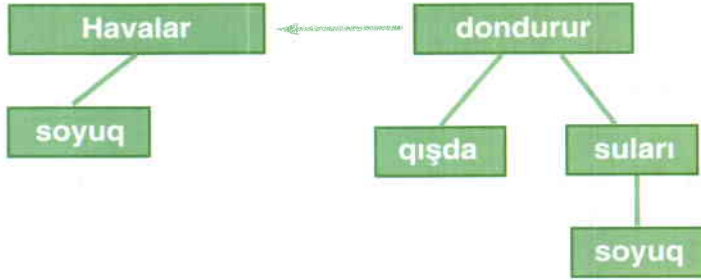 Havalar
dondurur
soyuq
qışda
suları
soyuq